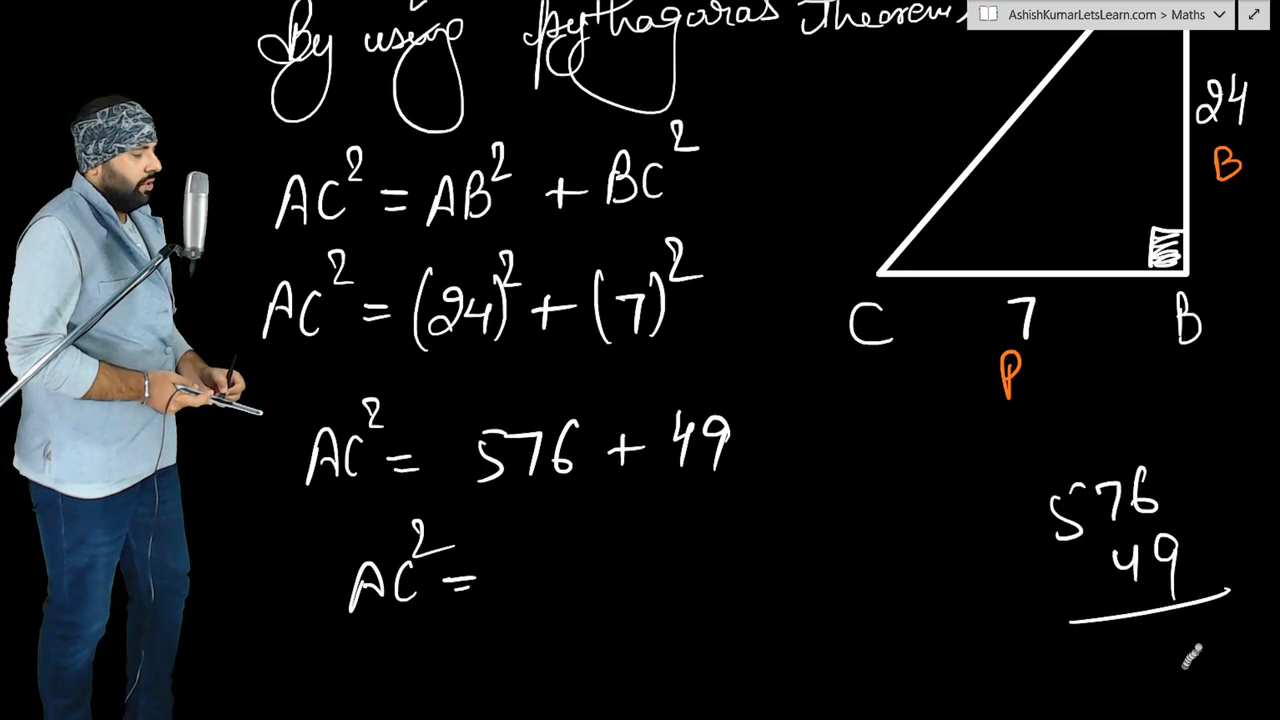 By using Pythagoras Theorem
AshishKumarLetsLearn.com > Maths
AC² = AB² + BC²
AC² = (24)² + (7)²
AC² = 576 + 49
AC² =
24
B
C 7 B
P
576
49